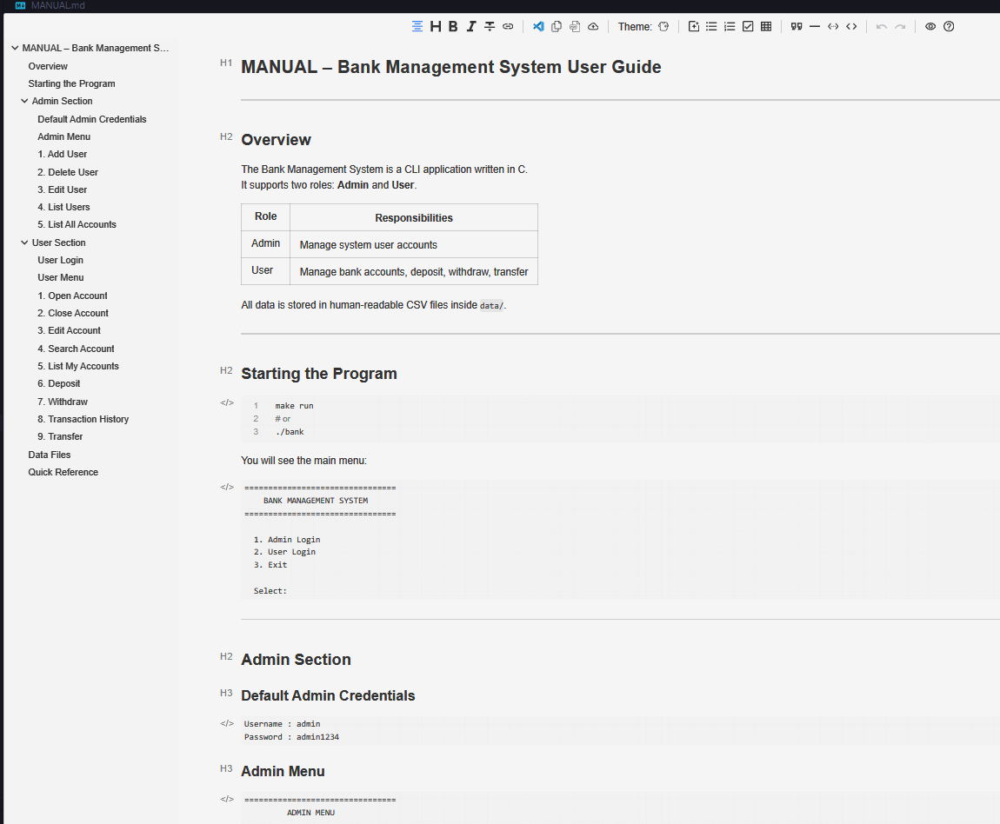 MANUAL.md
Theme:
MANUAL – Bank Management S...
Overview
Starting the Program
Admin Section
Default Admin Credentials
Admin Menu
1. Add User
2. Delete User
3. Edit User
4. List Users
5. List All Accounts
User Section
User Login
User Menu
1. Open Account
2. Close Account
3. Edit Account
4. Search Account
5. List My Accounts
6. Deposit
7. Withdraw
8. Transaction History
9. Transfer
Data Files
Quick Reference
H1 MANUAL – Bank Management System User Guide
H2 Overview
The Bank Management System is a CLI application written in C.
It supports two roles: Admin and User.
Role Responsibilities
Admin Manage system user accounts
User Manage bank accounts, deposit, withdraw, transfer
All data is stored in human-readable CSV files inside data/.
H2 Starting the Program
</>
1 make run
2 # or
3 ./bank
You will see the main menu:
</>
================================
BANK MANAGEMENT SYSTEM
================================
1. Admin Login
2. User Login
3. Exit
Select:
H2 Admin Section
H3 Default Admin Credentials
</>
Username : admin
Password : admin1234
H3 Admin Menu
</>
================================
ADMIN MENU